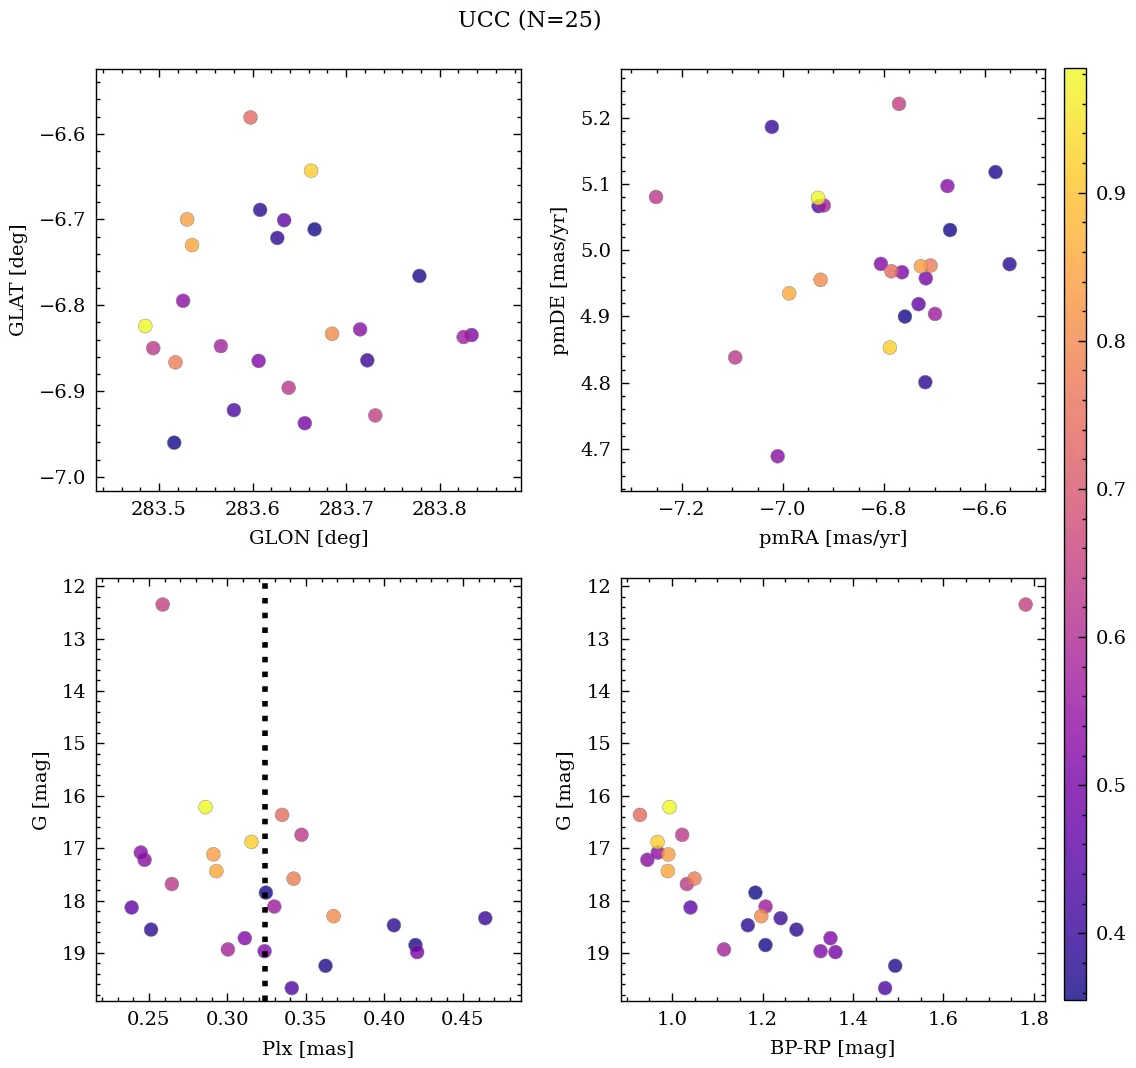 UCC (N=25)
−6.6
−6.7
−6.8
−6.9
−7.0
GLAT [deg]
283.5 283.6 283.7 283.8
GLON [deg]
5.2
5.1
5.0
4.9
4.8
4.7
pmDE [mas/yr]
−7.2 −7.0 −6.8 −6.6
pmRA [mas/yr]
12
13
14
15
16
17
18
19
G [mag]
0.25 0.30 0.35 0.40 0.45
Plx [mas]
12
13
14
15
16
17
18
19
G [mag]
1.0 1.2 1.4 1.6 1.8
BP-RP [mag]
0.9
0.8
0.7
0.6
0.5
0.4